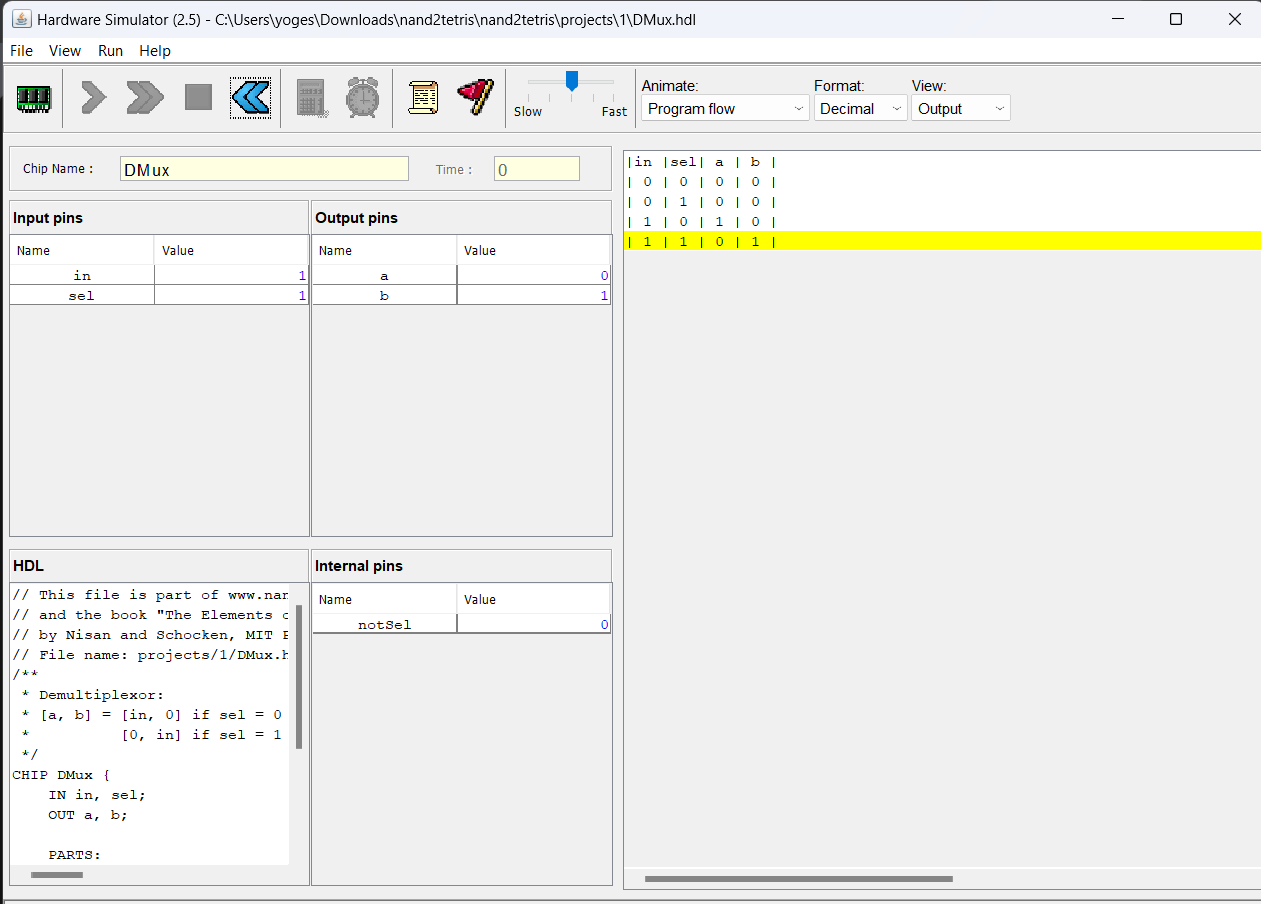 Hardware Simulator (2.5) - C:\Users\yoges\Downloads\nand2tetris\nand2tetris\projects\1\DMux.hdl
File View Run Help
Slow Fast
Animate: Format: View:
Program flow Decimal Output
Chip Name : DMux Time : 0
Input pins
Name Value
in 1
sel 1
Output pins
Name Value
a 0
b 1
HDL
// This file is part of www.nan
// and the book "The Elements o
// by Nisan and Schocken, MIT P
// File name: projects/1/DMux.h
/**
* Demultiplexor:
* [a, b] = [in, 0] if sel = 0
* [0, in] if sel = 1
*/
CHIP DMux {
IN in, sel;
OUT a, b;
PARTS:
Internal pins
Name Value
notSel 0
|in |sel| a | b |
| 0 | 0 | 0 | 0 |
| 0 | 1 | 0 | 0 |
| 1 | 0 | 1 | 0 |
| 1 | 1 | 0 | 1 |